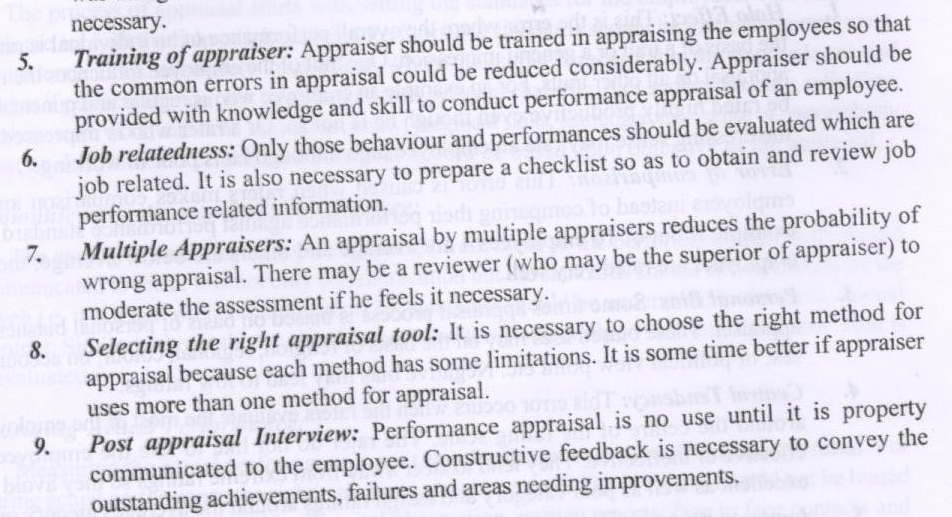 ecessary.
5. Training of appraiser: Appraiser should be trained in appraising the employees so that
the common errors in appraisal could be reduced considerably. Appraiser should be
provided with knowledge and skill to conduct performance appraisal of an employee.
6. Job relatedness: Only those behaviour and performances should be evaluated which are
job related. It is also necessary to prepare a checklist so as to obtain and review job
performance related information.
7. Multiple Appraisers: An appraisal by multiple appraisers reduces the probability of
wrong appraisal. There may be a reviewer (who may be the superior of appraiser) to
moderate the assessment if he feels it necessary.
8. Selecting the right appraisal tool: It is necessary to choose the right method for
appraisal because each method has some limitations. It is some time better if appraiser
uses more than one method for appraisal.
9. Post appraisal Interview: Performance appraisal is no use until it is property
communicated to the employee. Constructive feedback is necessary to convey the
outstanding achievements, failures and areas needing improvements.